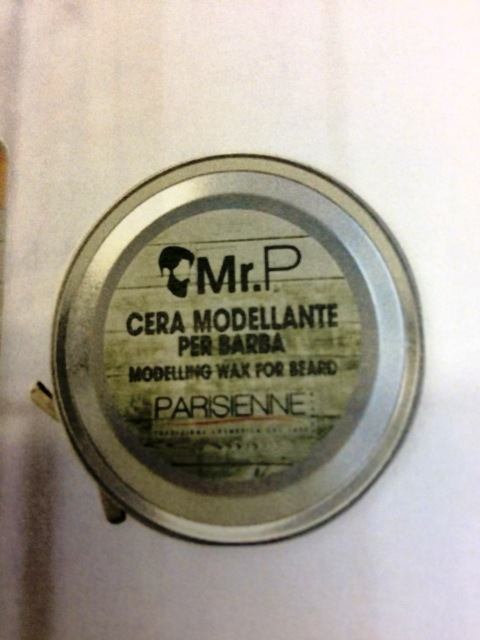 Mr.P
CERA MODELLANTE
PER BARBA
MODELLING WAX FOR BEARD
PARISIENNE